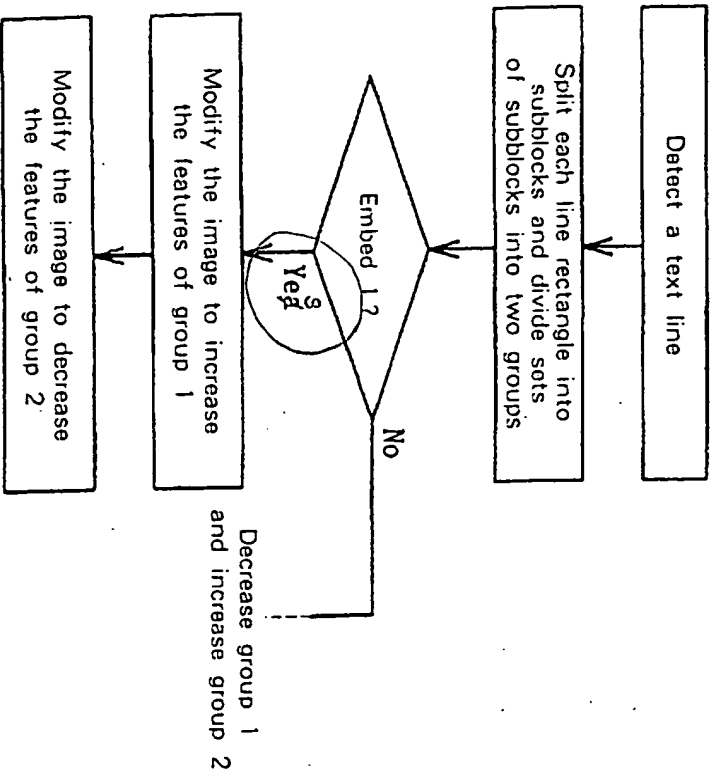 Detect a text line
Split each line rectangle into
subblocks and divide sets
of subblocks into two groups
Embed 1?
Yes
No
Modify the image to increase
the features of group 1
Decrease group 1
and increase group 2
Modify the image to decrease
the features of group 2